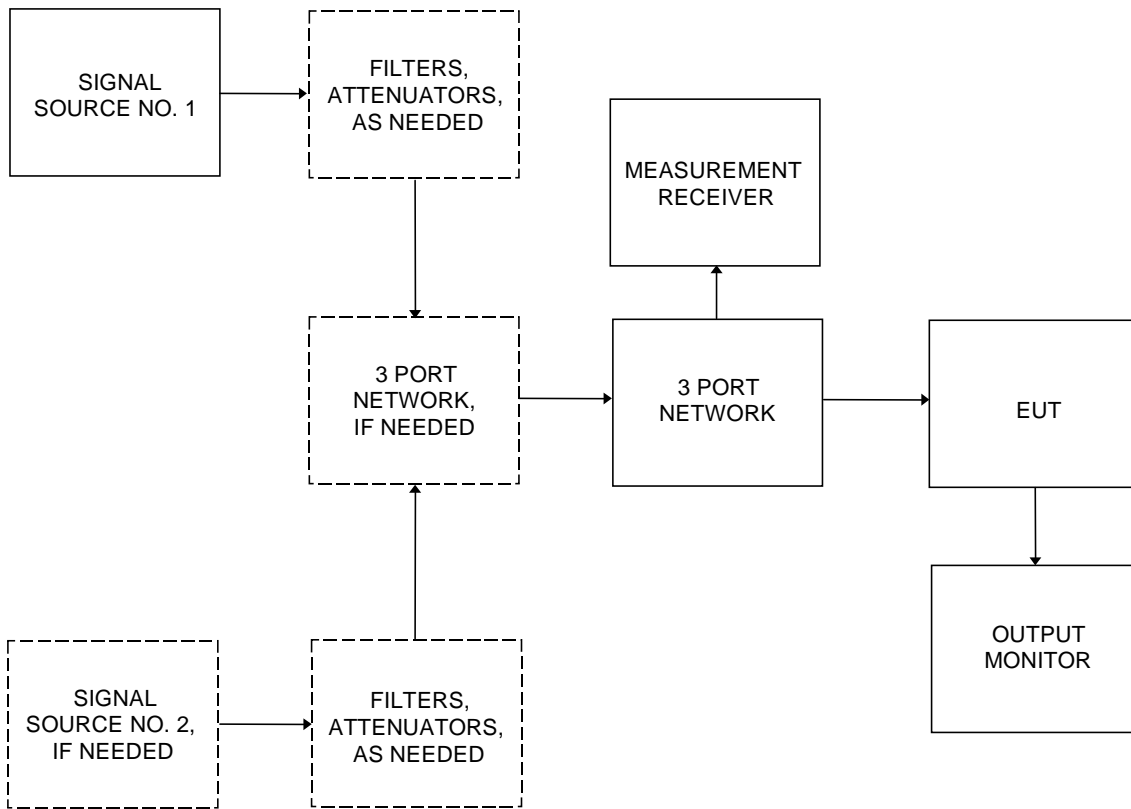 SIGNAL
SOURCE NO. 1
FILTERS,
ATTENUATORS,
AS NEEDED
MEASUREMENT
RECEIVER
3 PORT
NETWORK,
IF NEEDED
3 PORT
NETWORK
EUT
OUTPUT
MONITOR
SIGNAL
SOURCE NO. 2,
IF NEEDED
FILTERS,
ATTENUATORS,
AS NEEDED